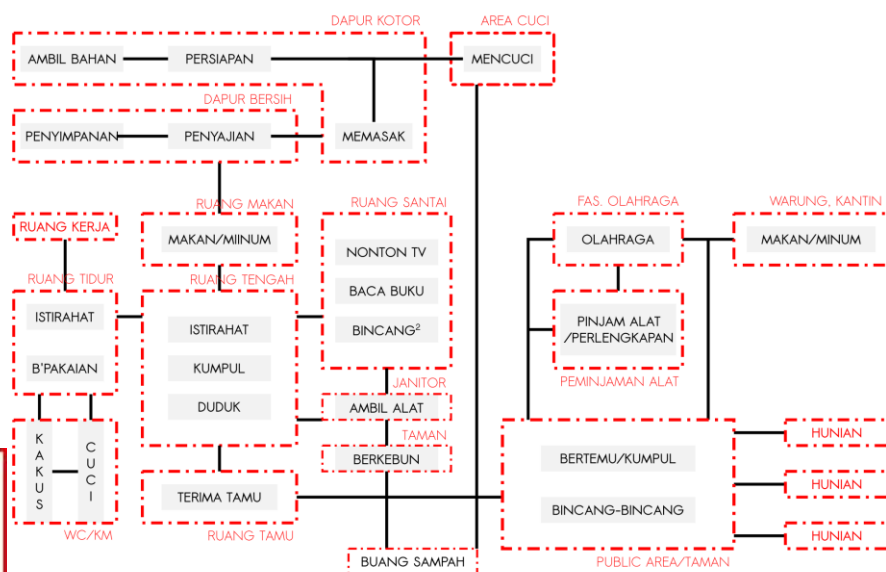 DAPUR KOTOR
AREA CUCI
AMBIL BAHAN
PERSIAPAN
MENCUCI
DAPUR BERSIH
PENYIMPANAN
PENYAJIAN
MEMASAK
RUANG MAKAN
RUANG SANTAI
FAS. OLAHRAGA
WARUNG, KANTIN
RUANG KERJA
MAKAN/MIINUM
NONTON TV
OLAHRAGA
MAKAN/MINUM
RUANG TIDUR
RUANG TENGAH
BACA BUKU
ISTIRAHAT
ISTIRAHAT
BINCANG²
PINJAM ALAT
/PERLENGKAPAN
B'PAKAIAN
KUMPUL
PEMINJAMAN ALAT
JANITOR
DUDUK
AMBIL ALAT
TAMAN
KAKUS
CUCI
BERKEBUN
BERTEMU/KUMPUL
HUNIAN
HUNIAN
HUNIAN
TERIMA TAMU
BINCANG-BINCANG
WC/KM
RUANG TAMU
BUANG SAMPAH
PUBLIC AREA/TAMAN